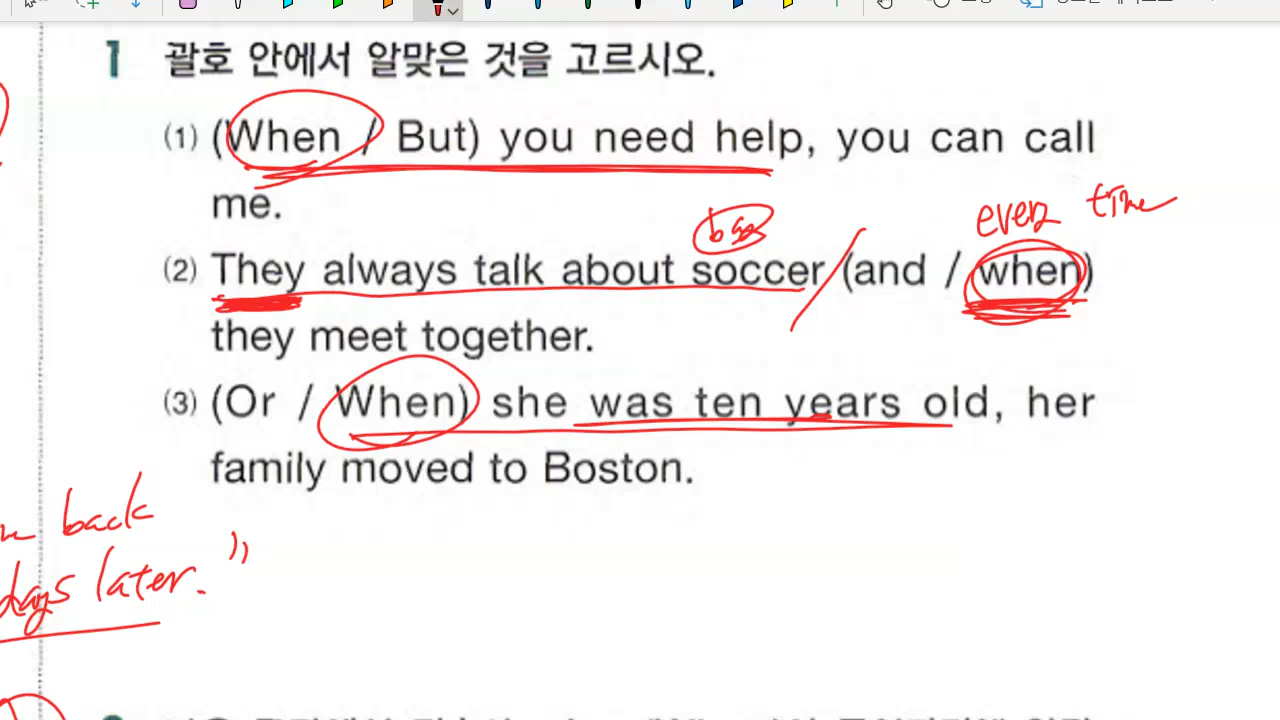 1 괄호 안에서 알맞은 것을 고르시오.
(1) (When / But) you need help, you can call
me.
every time
(2) They always talk about soccer (and / when)
they meet together.
(3) (Or / When) she was ten years old, her
family moved to Boston.
back
days later."